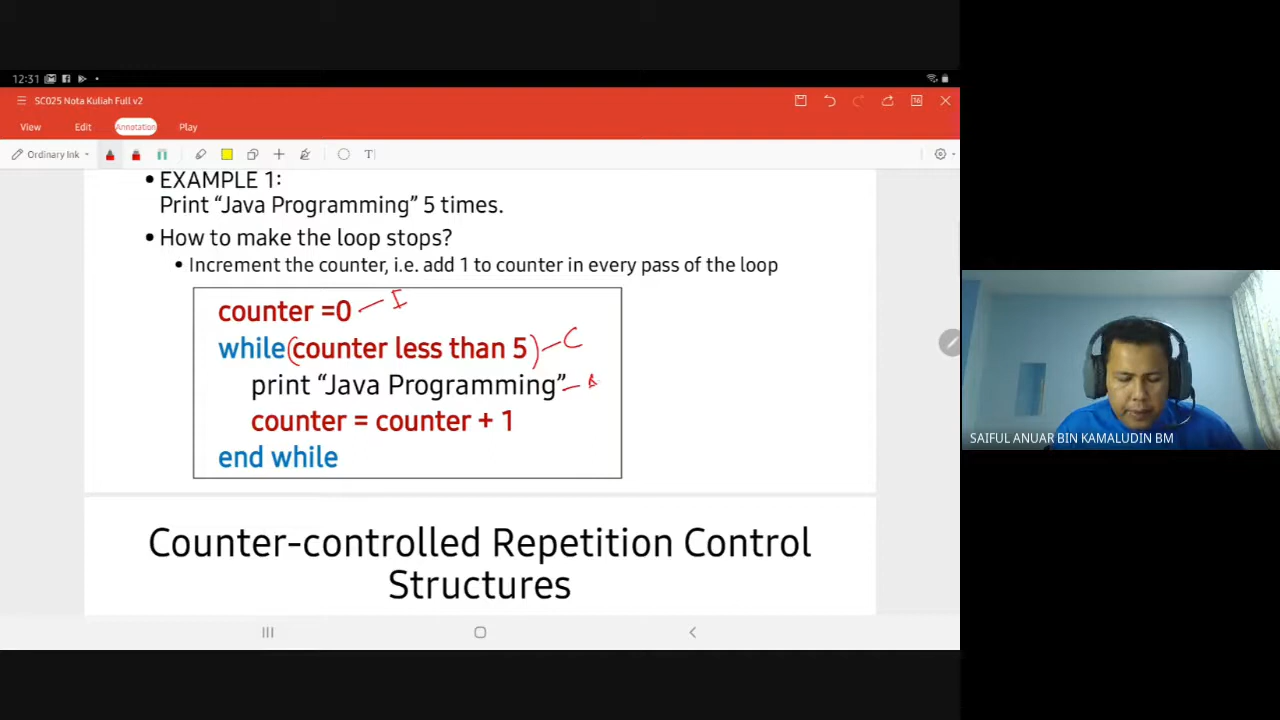 12:31
SC025 Nota Kuliah Full v2
16
View Edit Annotation Play
Ordinary Ink T
• EXAMPLE 1:
Print “Java Programming” 5 times.
• How to make the loop stops?
• Increment the counter, i.e. add 1 to counter in every pass of the loop
counter =0 – I
while(counter less than 5) – C
print “Java Programming” – A
counter = counter + 1
end while
Counter-controlled Repetition Control
Structures
SAIFUL ANUAR BIN KAMALUDIN BM